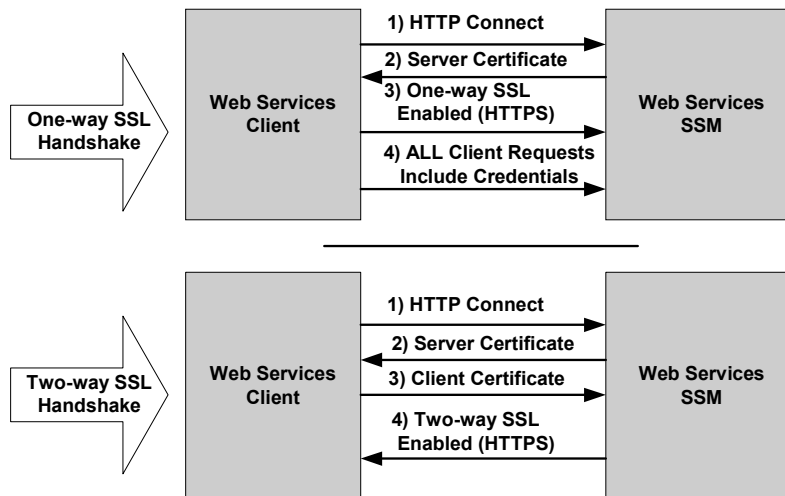 One-way SSL
Handshake
Web Services
Client
1) HTTP Connect
2) Server Certificate
3) One-way SSL
Enabled (HTTPS)
4) ALL Client Requests
Include Credentials
Web Services
SSM
Two-way SSL
Handshake
Web Services
Client
1) HTTP Connect
2) Server Certificate
3) Client Certificate
4) Two-way SSL
Enabled (HTTPS)
Web Services
SSM